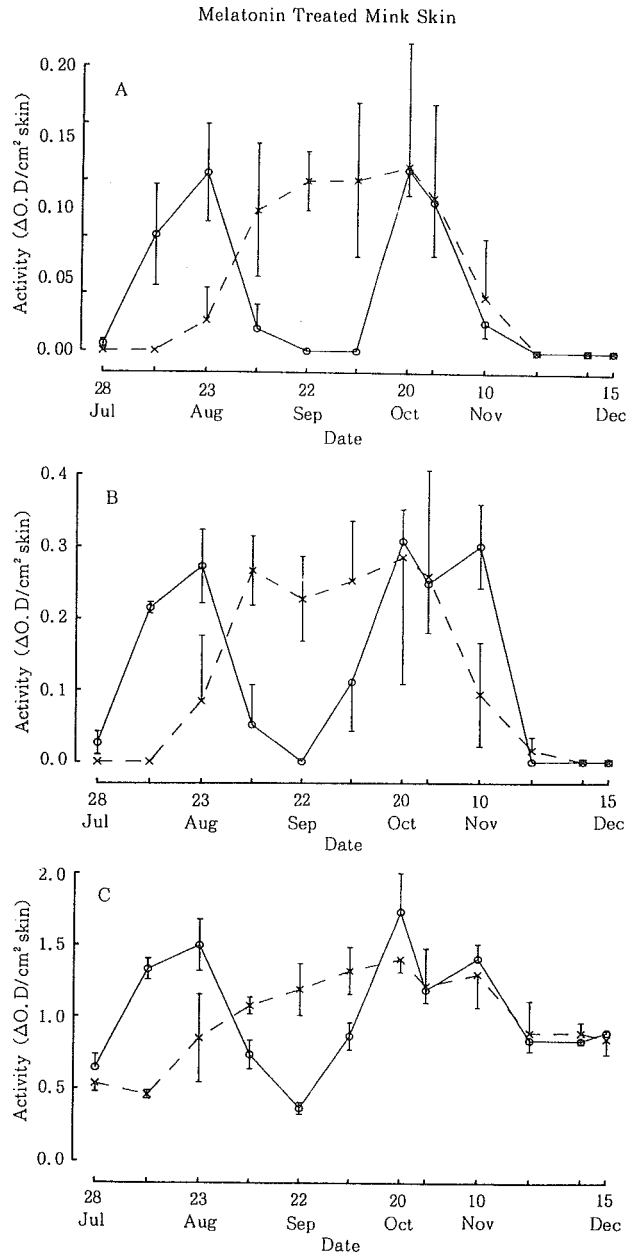 Melatonin Treated Mink Skin
A
Activity (ΔO.D/cm² skin)
0.20
0.15
0.10
0.05
0.00
28 23 22 20 10 15
Jul Aug Sep Oct Nov Dec
Date
B
Activity (ΔO.D/cm² skin)
0.4
0.3
0.2
0.1
0.0
28 23 22 20 10 15
Jul Aug Sep Oct Nov Dec
Date
C
Activity (ΔO.D/cm² skin)
2.0
1.5
1.0
0.5
0.0
28 23 22 20 10 15
Jul Aug Sep Oct Nov Dec
Date